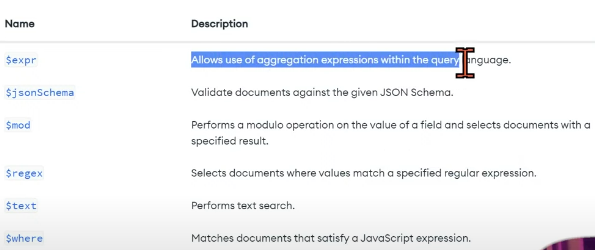 Name Description
$expr Allows use of aggregation expressions within the query language.
$jsonSchema Validate documents against the given JSON Schema.
$mod Performs a modulo operation on the value of a field and selects documents with a
specified result.
$regex Selects documents where values match a specified regular expression.
$text Performs text search.
$where Matches documents that satisfy a JavaScript expression.